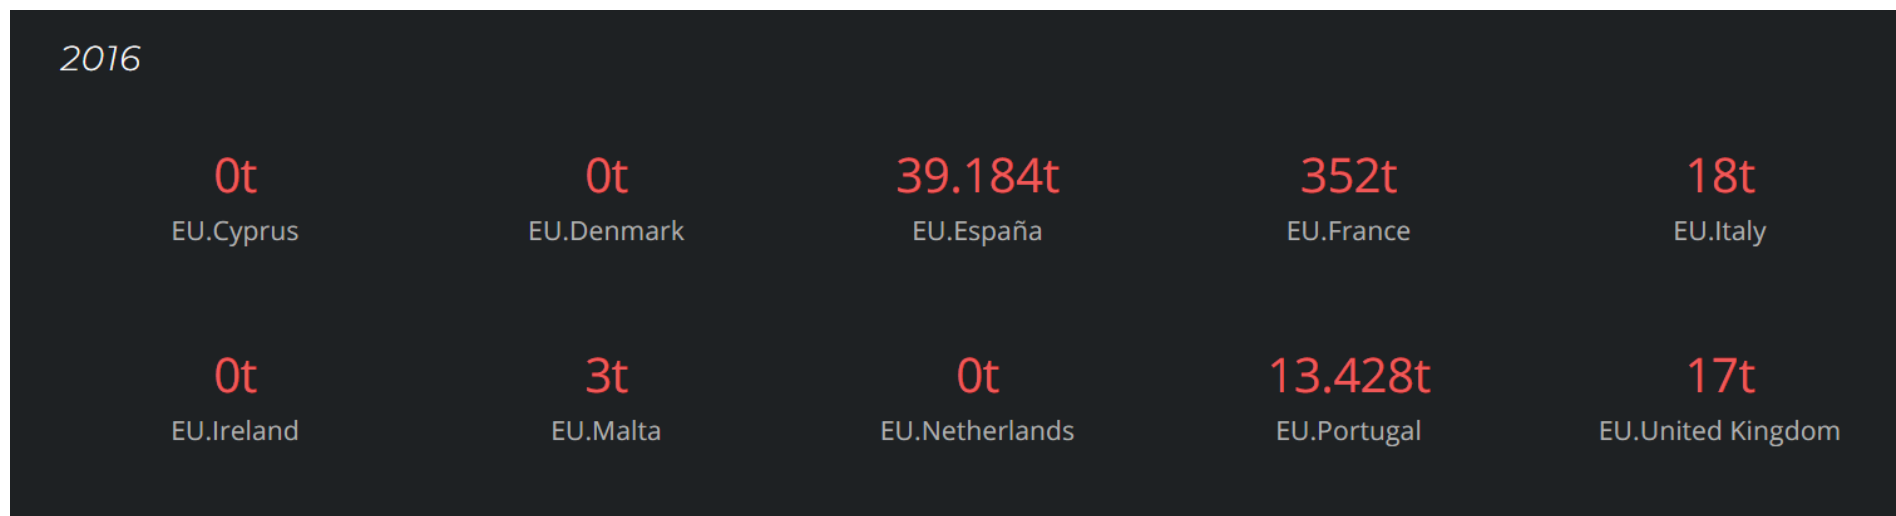 2016
0t 0t 39.184t 352t 18t
EU.Cyprus EU.Denmark EU.España EU.France EU.Italy
0t 3t 0t 13.428t 17t
EU.Ireland EU.Malta EU.Netherlands EU.Portugal EU.United Kingdom